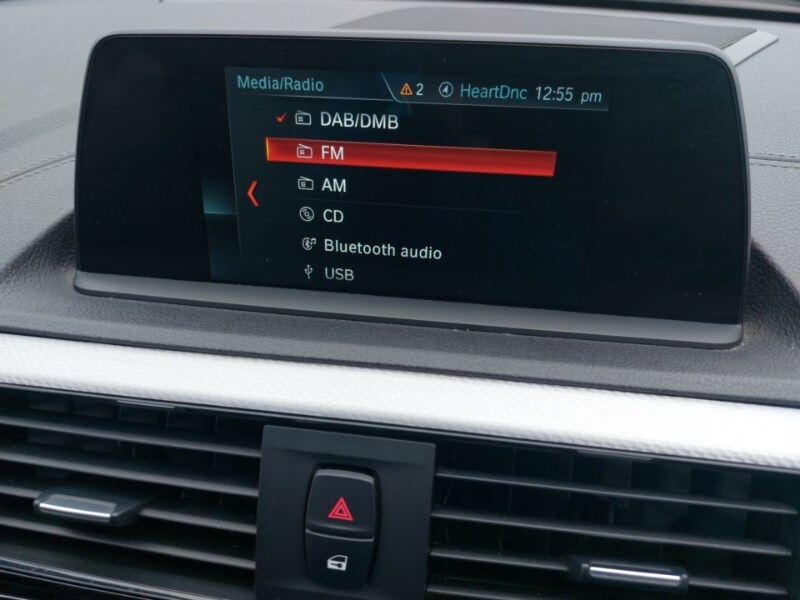 Media/Radio 2 HeartDnc 12:55 pm
DAB/DMB
FM
AM
CD
Bluetooth audio
USB